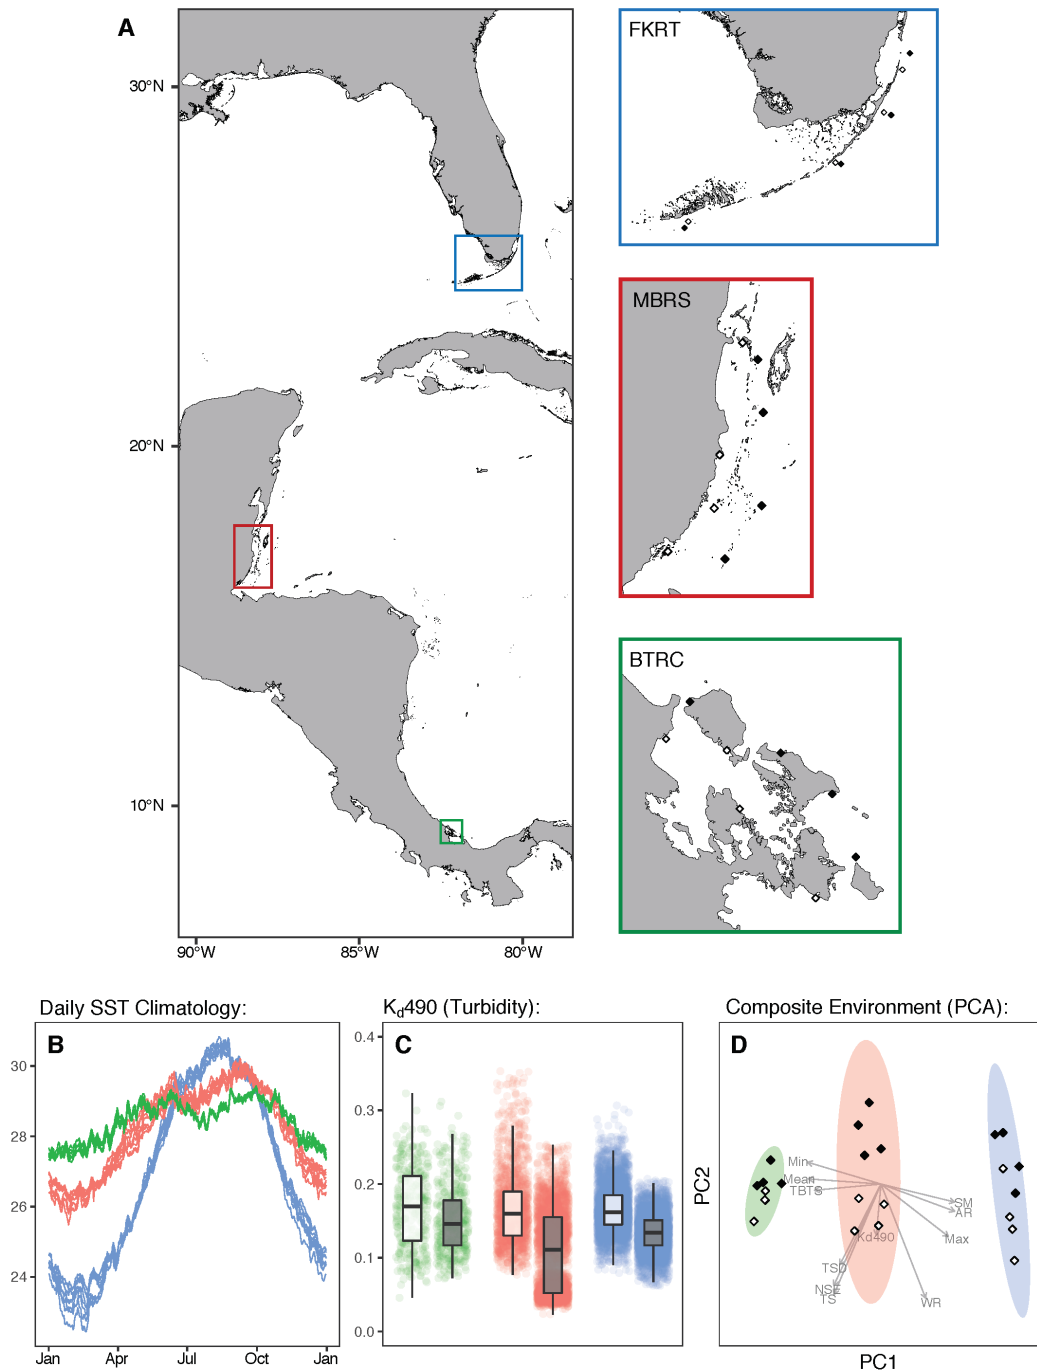 A
FKRT
30°N
MBRS
20°N
BTRC
10°N
90°W
85°W
80°W
Daily SST Climatology:
Kd490 (Turbidity):
Composite Environment (PCA):
B
30
28
26
24
Jan
Apr
Jul
Oct
Jan
C
0.4
0.3
0.2
0.1
0.0
D
PC2
Min
Mean
TBTS
SM
AR
Max
Kd490
TSD
NSE
TS
WR
PC1